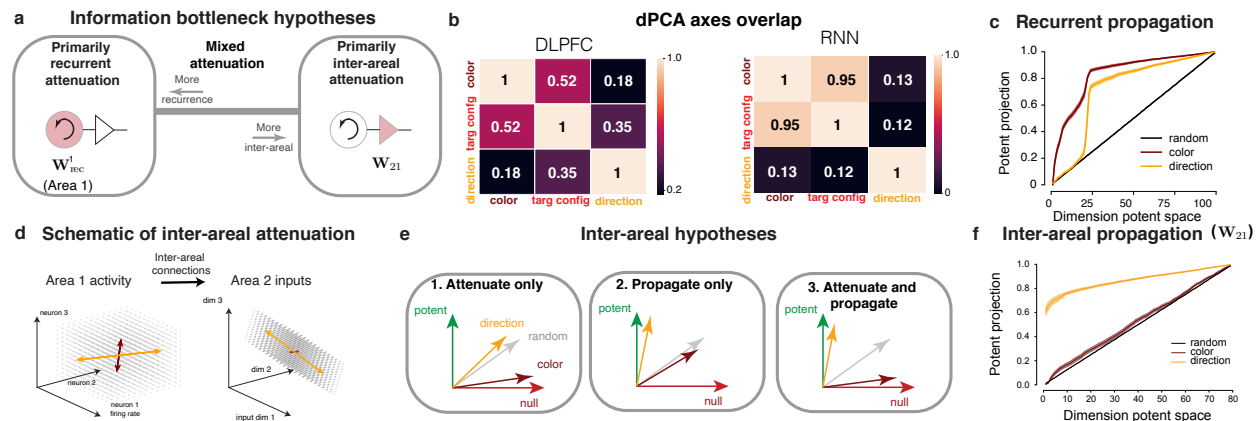 a Information bottleneck hypotheses
Primarily
recurrent
attenuation
Mixed
attenuation
Primarily
inter-areal
attenuation
More
recurrence
More
inter-areal
W¹rec
(Area 1)
W21
b dPCA axes overlap
DLPFC
color
targ confg
direction
1 0.52 0.18
0.52 1 0.35
0.18 0.35 1
color targ config direction
1.0
0.2
RNN
color
targ confg
direction
1 0.95 0.13
0.95 1 0.12
0.13 0.12 1
color targ config direction
1.0
0
c Recurrent propagation
Potent projection
1.0
0.8
0.6
0.4
0.2
0.0
random
color
direction
0 25 50 75 100
Dimension potent space
d Schematic of inter-areal attenuation
Area 1 activity
Inter-areal
connections
Area 2 inputs
neuron 3
neuron 2
neuron 1
firing rate
dim 3
dim 2
input dim 1
e Inter-areal hypotheses
1. Attenuate only
potent
direction
random
color
null
2. Propagate only
potent
null
3. Attenuate and
propagate
potent
null
f Inter-areal propagation (W21)
Potent projection
1.0
0.8
0.6
0.4
0.2
0.0
random
color
direction
0 10 20 30 40 50 60 70 80
Dimension potent space